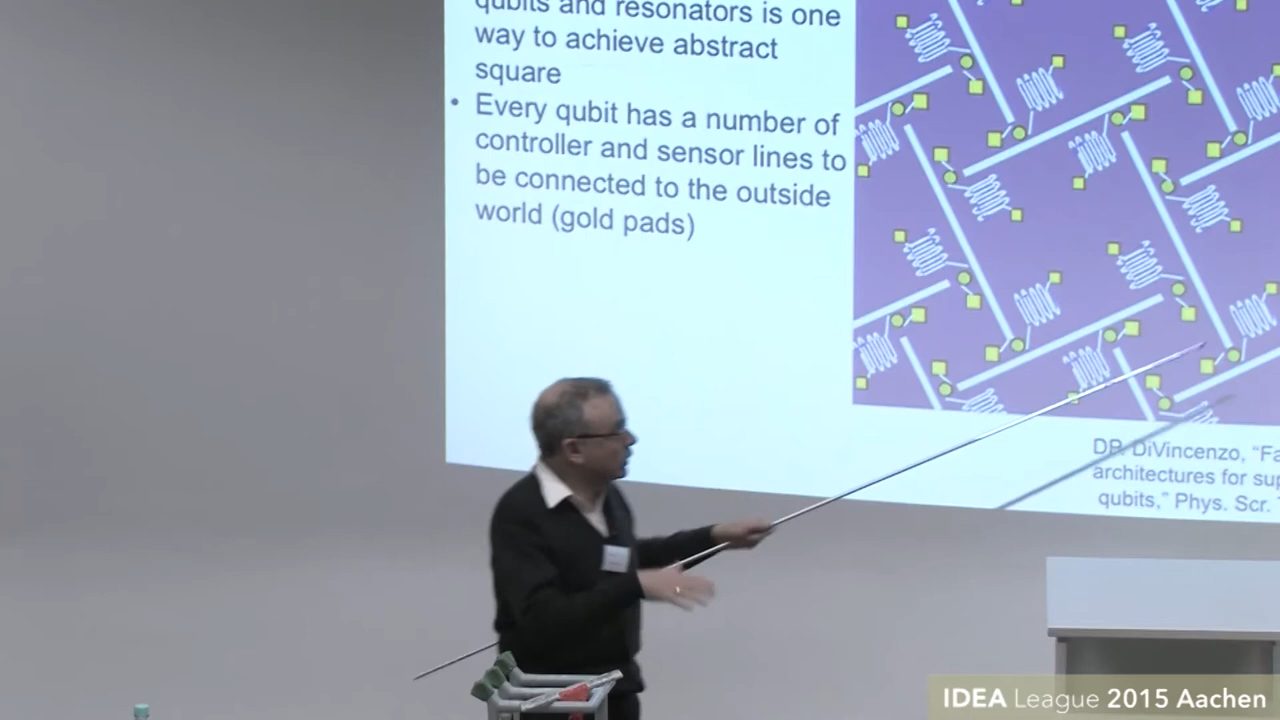 qubits and resonators is one
way to achieve abstract
square
• Every qubit has a number of
controller and sensor lines to
be connected to the outside
world (gold pads)
DP. DiVincenzo, “Fa
architectures for sup
qubits,” Phys. Scr.
IDEA League 2015 Aachen